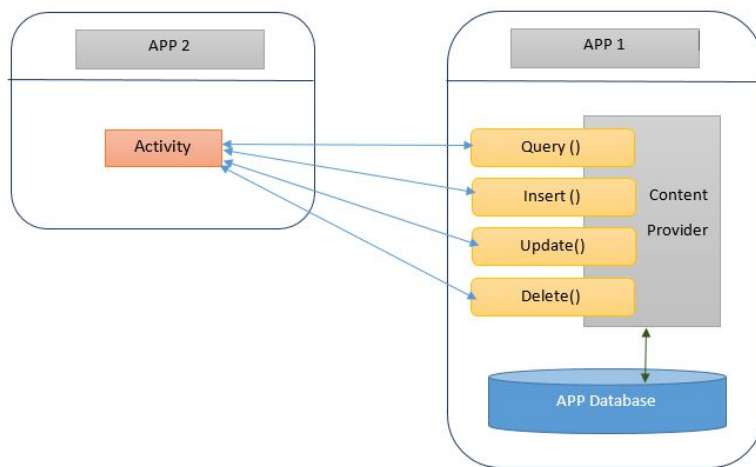 APP 2
APP 1
Activity
Query ()
Insert ()
Update()
Delete()
Content
Provider
APP Database